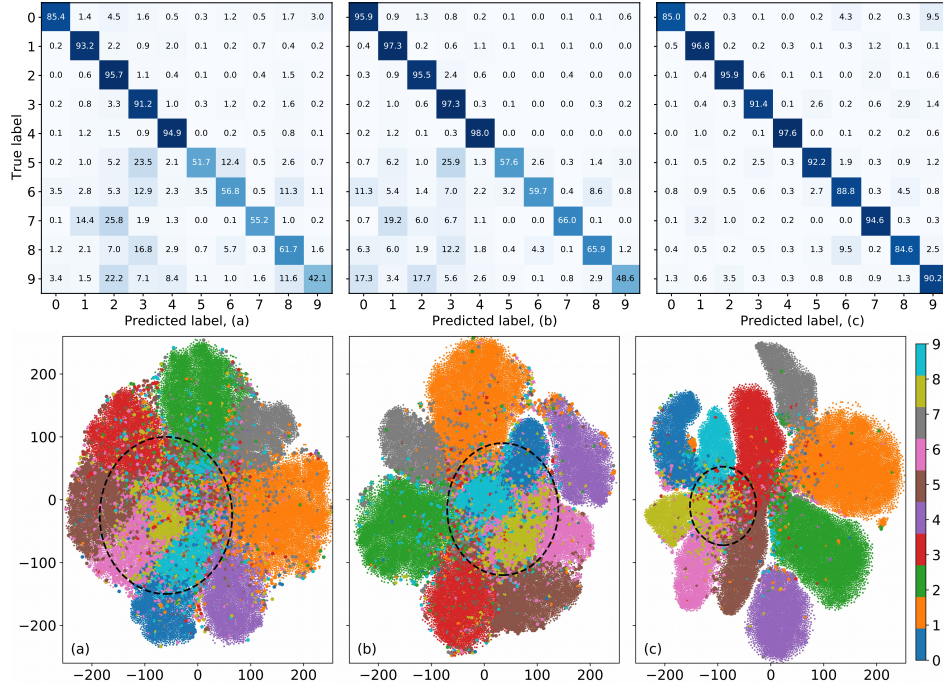 0 85.4 1.4 4.5 1.2 0.4 0.1 2.2 0.2 1.7 3.0
1 0.2 93.2 2.2 0.9 2.0 0.1 0.2 0.7 0.4 0.2
2 0.0 0.6 95.7 1.1 0.4 0.0 0.1 0.4 1.5 0.2
3 0.2 0.8 3.3 91.2 1.0 0.3 1.2 0.2 1.6 0.2
4 0.1 1.2 1.5 0.9 94.9 0.0 0.2 0.5 0.8 0.1
5 0.2 1.0 5.2 23.5 2.1 51.7 12.4 0.5 2.6 0.7
6 3.5 2.8 5.3 12.9 2.3 3.5 56.8 0.5 11.3 1.1
7 0.1 14.4 25.8 1.9 1.3 0.0 0.1 55.2 1.0 0.2
8 1.2 2.1 7.0 16.8 2.9 0.7 5.7 0.3 61.7 1.6
9 3.4 1.5 22.2 7.1 8.4 1.1 1.0 1.6 11.6 42.1
True label
0 1 2 3 4 5 6 7 8 9
Predicted label, (a)
95.9 0.9 1.3 0.6 0.2 0.1 0.1 0.1 0.1 0.6
0.4 97.3 1.1 0.6 0.4 0.1 0.0 0.1 0.0 0.0
0.3 0.9 95.5 2.4 0.6 0.1 0.0 0.0 0.1 0.0
0.2 1.0 0.6 97.3 0.6 0.1 0.0 0.0 0.1 0.0
0.1 0.4 0.8 0.6 98.0 0.0 0.0 0.0 0.0 0.0
0.7 6.2 1.0 25.9 1.3 57.6 2.6 0.3 1.4 3.0
11.3 5.4 1.4 7.0 2.2 3.2 59.7 0.4 8.6 0.8
0.7 19.2 6.0 6.7 1.1 0.0 0.0 66.0 0.1 0.0
6.3 6.0 1.9 12.2 1.8 0.4 4.3 0.1 65.9 1.2
17.3 3.4 17.7 5.6 2.6 0.9 0.1 0.8 2.9 48.6
0 1 2 3 4 5 6 7 8 9
Predicted label, (b)
85.0 0.2 0.4 0.1 0.1 0.0 4.3 0.2 0.2 9.5
0.5 96.8 0.4 0.1 0.1 0.2 0.3 1.2 0.1 0.1
0.2 0.4 95.9 0.6 0.1 0.1 0.1 2.0 0.1 0.6
0.1 0.4 0.3 91.4 0.1 2.6 0.6 0.2 2.9 1.4
0.1 1.0 0.6 0.1 97.6 0.1 0.1 0.2 0.1 0.1
0.1 0.5 0.2 2.5 0.3 92.2 1.9 0.3 0.9 1.2
0.8 0.9 0.5 0.6 0.3 2.7 88.8 0.3 4.5 0.8
0.1 3.2 1.0 0.2 0.0 0.1 0.2 94.6 0.3 0.3
0.4 0.5 0.2 0.6 0.3 1.2 9.5 0.2 84.6 2.5
1.3 0.6 3.5 0.3 0.3 0.8 0.8 0.9 1.3 90.2
0 1 2 3 4 5 6 7 8 9
Predicted label, (c)
200
100
0
−100
−200
(a)
−200 −100 0 100 200
(b)
−200 −100 0 100 200
(c)
−200 −100 0 100 200
9
8
7
6
5
4
3
2
1
0